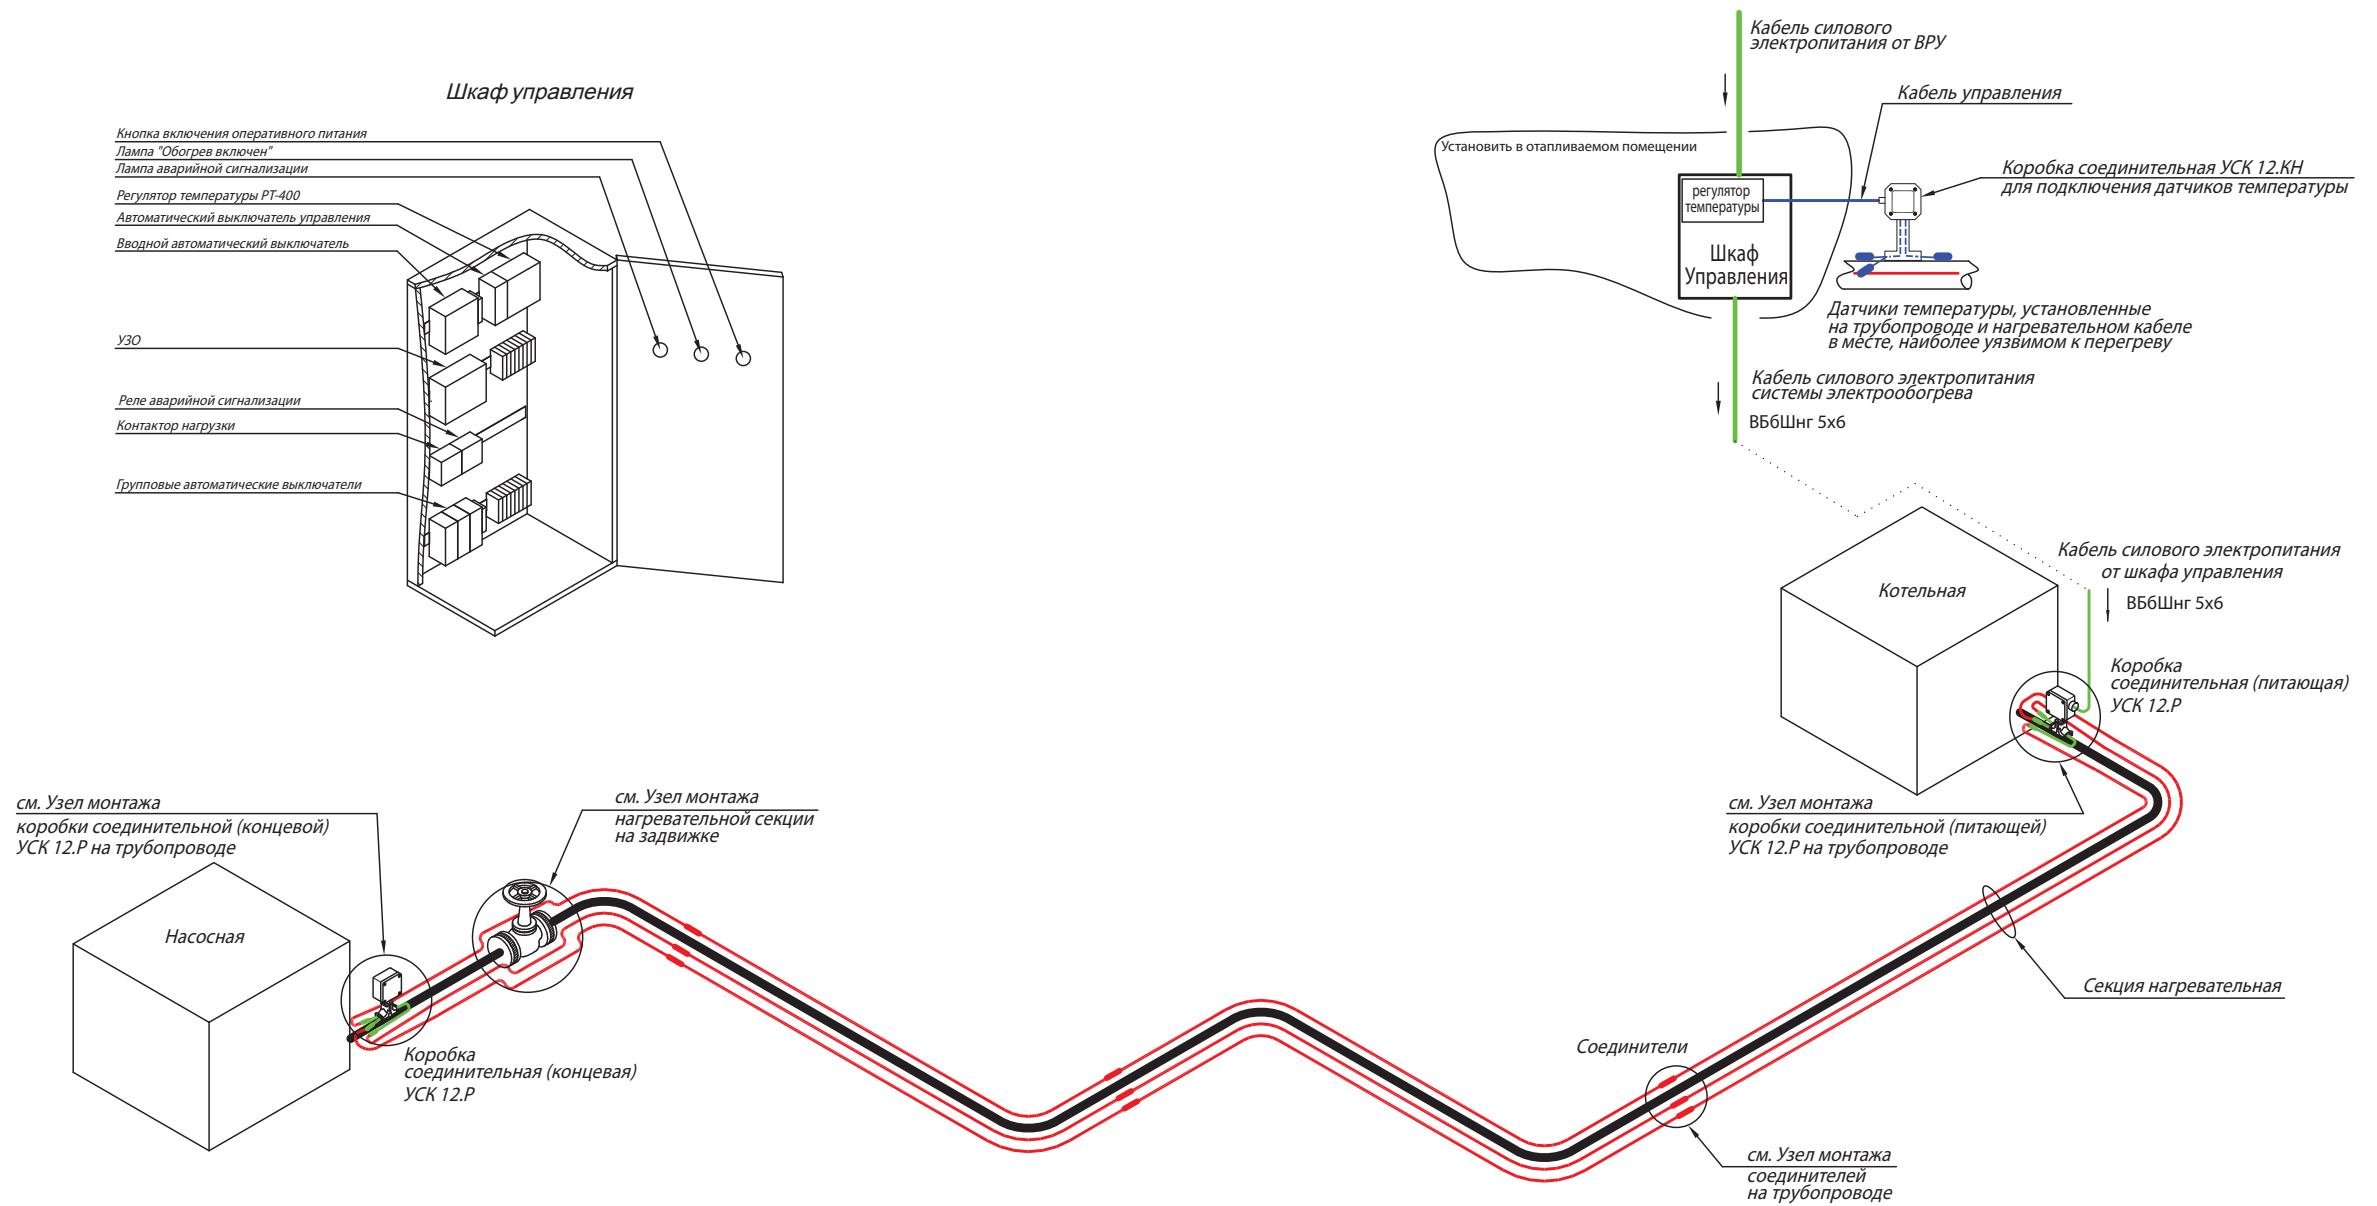 Шкаф управления
Кнопка включения оперативного питания
Лампа "Обогрев включен"
Лампа аварийной сигнализации
Регулятор температуры РТ-400
Автоматический выключатель управления
Вводной автоматический выключатель
УЗО
Реле аварийной сигнализации
Контактор нагрузки
Групповые автоматические выключатели
Кабель силового
электропитания от ВРУ
Кабель управления
Установить в отапливаемом помещении
регулятор
температуры
Шкаф
Управления
Коробка соединительная УСК 12.КН
для подключения датчиков температуры
Датчики температуры, установленные
на трубопроводе и нагревательном кабеле
в месте, наиболее уязвимом к перегреву
Кабель силового электропитания
системы электрообогрева
ВБбШнг 5х6
Котельная
Кабель силового электропитания
от шкафа управления
ВБбШнг 5х6
Коробка
соединительная (питающая)
УСК 12.Р
см. Узел монтажа
коробки соединительной (питающей)
УСК 12.Р на трубопроводе
см. Узел монтажа
коробки соединительной (концевой)
УСК 12.Р на трубопроводе
см. Узел монтажа
нагревательной секции
на задвижке
Насосная
Коробка
соединительная (концевая)
УСК 12.Р
Секция нагревательная
Соединители
см. Узел монтажа
соединителей
на трубопроводе